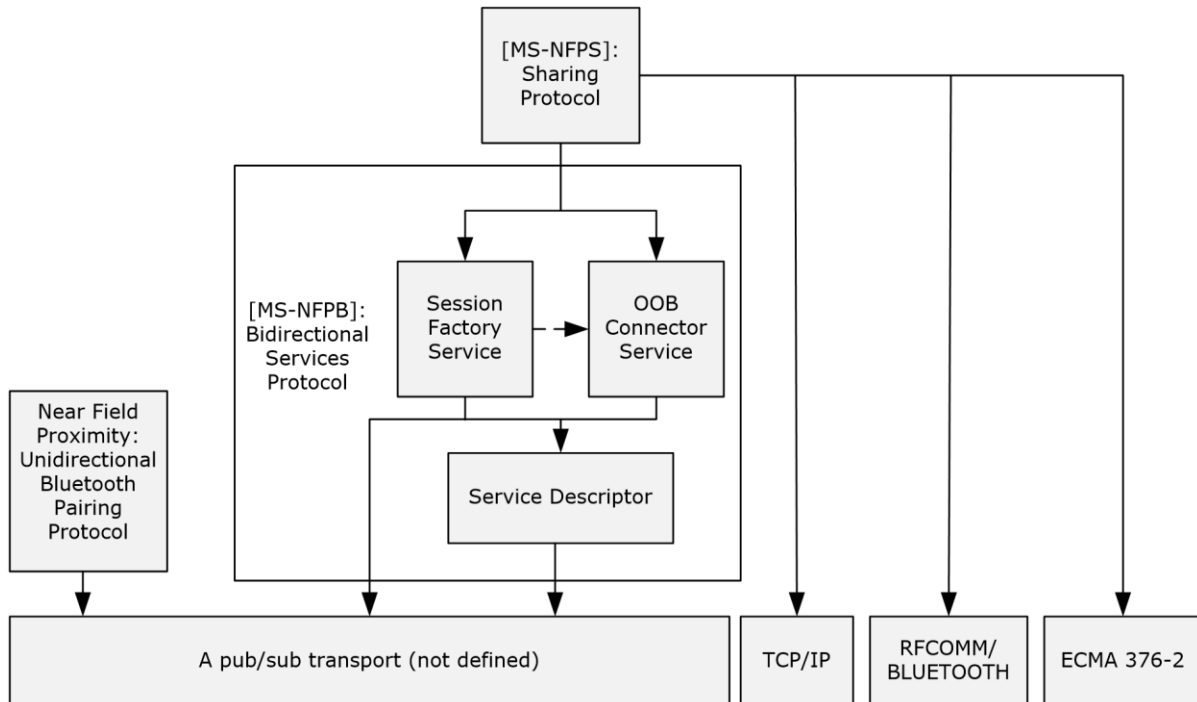 [MS-NFPS]:
Sharing
Protocol
[MS-NFPB]:
Bidirectional
Services
Protocol
Session
Factory
Service
OOB
Connector
Service
Near Field
Proximity:
Unidirectional
Bluetooth
Pairing
Protocol
Service Descriptor
A pub/sub transport (not defined)
TCP/IP
RFCOMM/
BLUETOOTH
ECMA 376-2